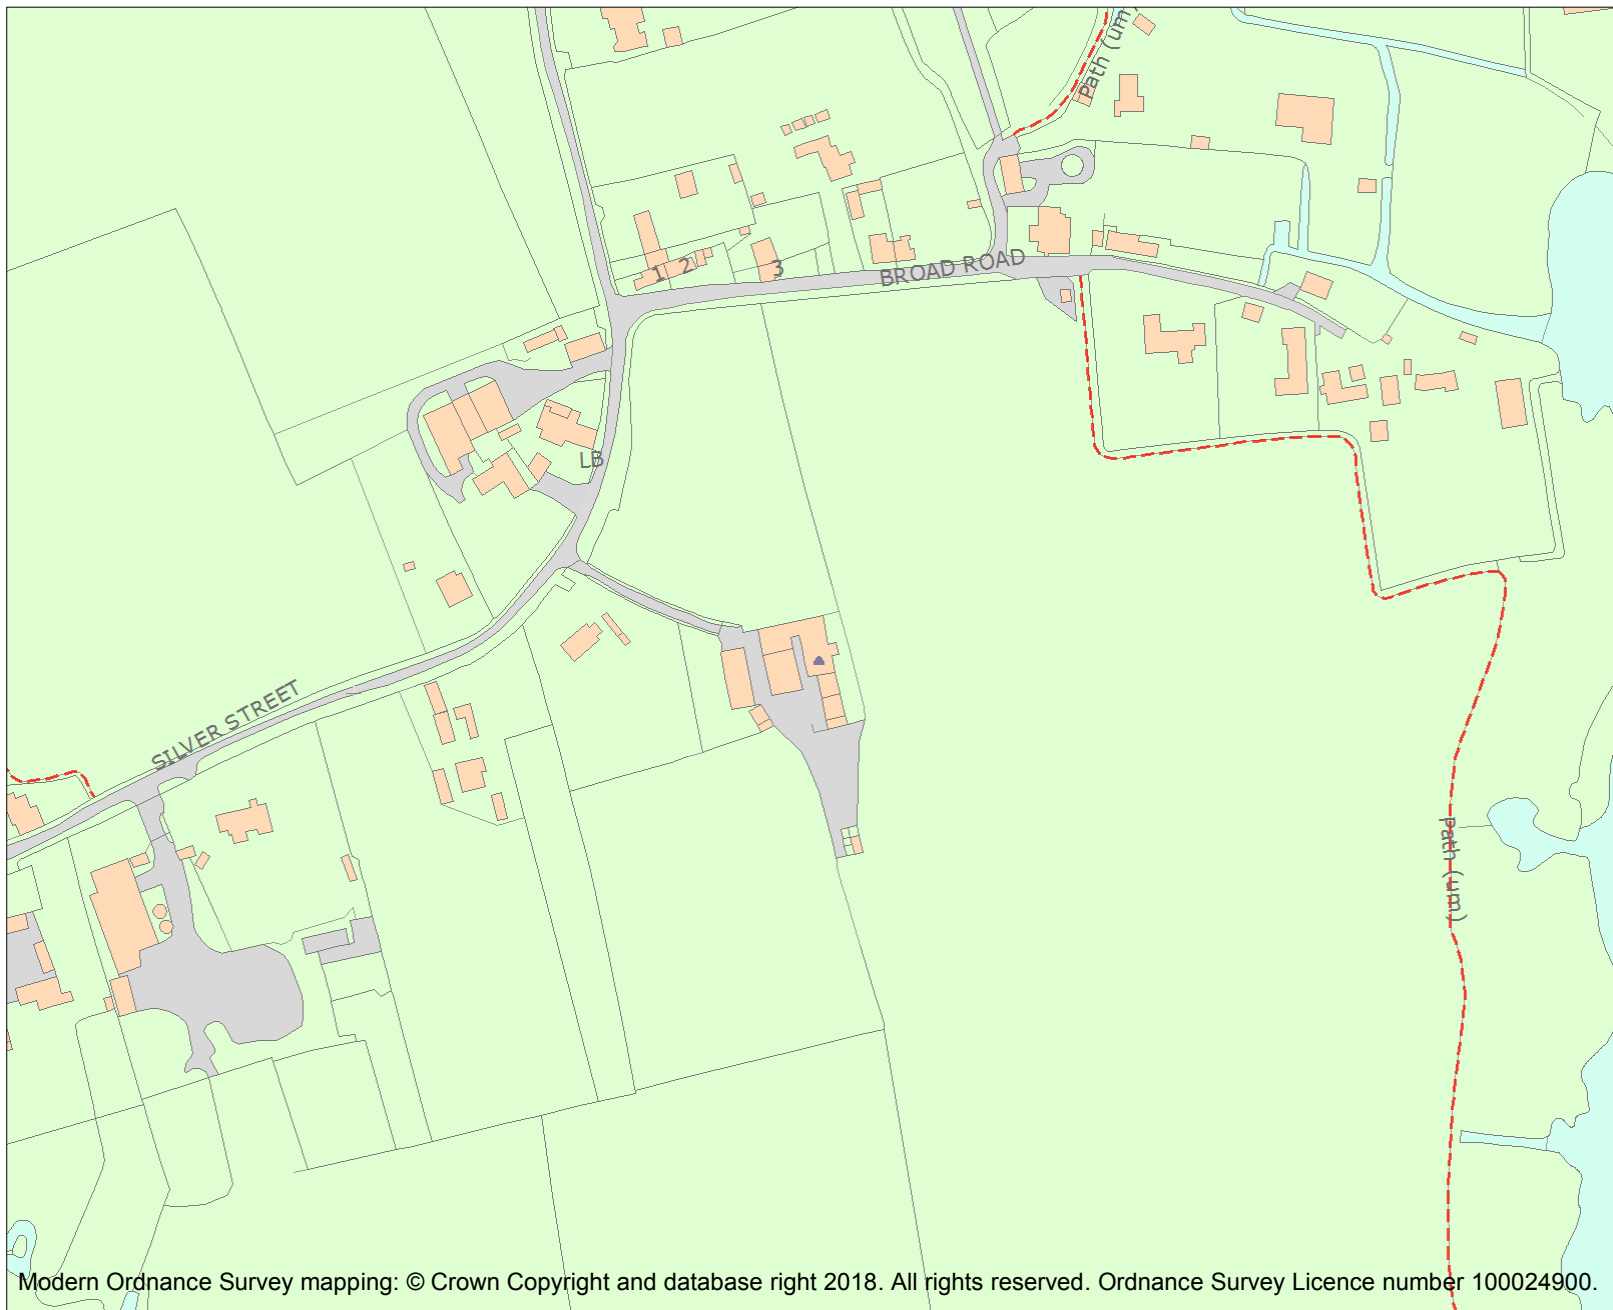 Path (um)
BROAD ROAD
1 2
3
LB
SILVER STREET
Path (um)
Modern Ordnance Survey mapping: © Crown Copyright and database right 2018. All rights reserved. Ordnance Survey Licence number 100024900.